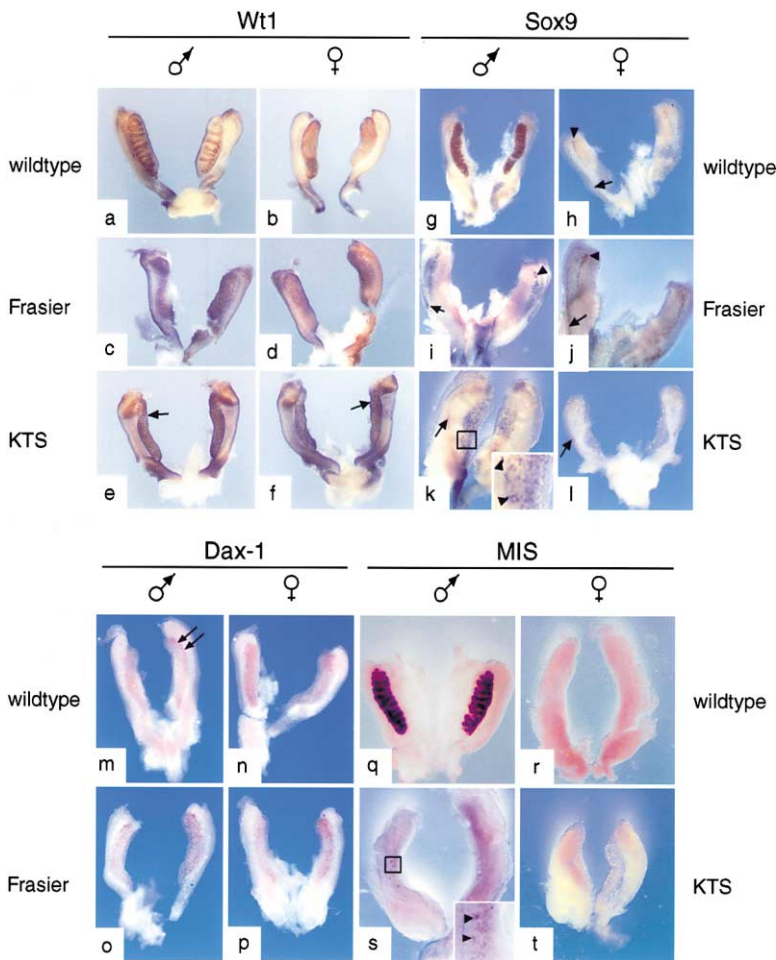 Wt1 Sox9
♂ ♀ ♂ ♀
wildtype a b g h wildtype
Frasier c d i j Frasier
KTS e f k l KTS
Dax-1 MIS
♂ ♀ ♂ ♀
wildtype m n q r wildtype
Frasier o p s t KTS